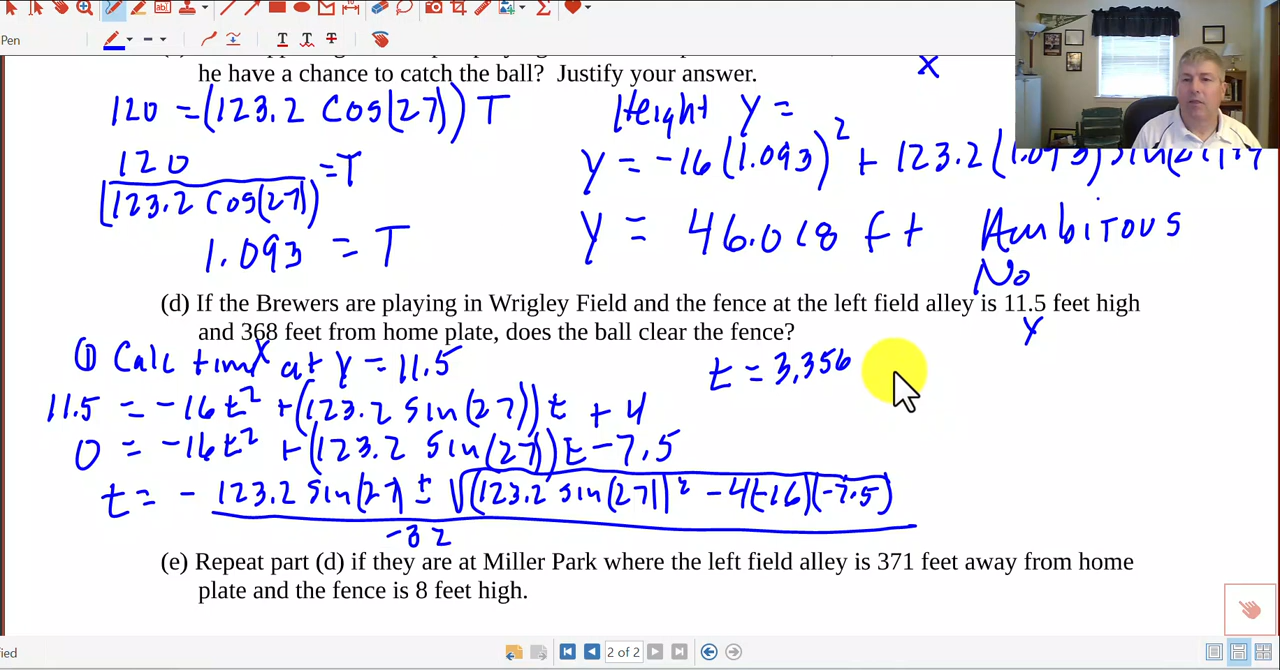 Pen
he have a chance to catch the ball? Justify your answer.
X
120 = (123.2 Cos(27)) T
Height Y =
120 / (123.2 Cos(27)) = T
y = -16(1.093)² + 123.2(1.093) sin(27)+4
1.093 = T
y = 46.018 ft Ambitous
No
(d) If the Brewers are playing in Wrigley Field and the fence at the left field alley is 11.5 feet high
and 368 feet from home plate, does the ball clear the fence?
X
Y
① Calc time at Y = 11.5
t = 3.356
11.5 = -16t² + (123.2 sin(27))t + 4
0 = -16t² + (123.2 sin(27))t - 7.5
t = - 123.2 sin(27) ± √((123.2 sin(27))² - 4(-16)(-7.5))
-32
(e) Repeat part (d) if they are at Miller Park where the left field alley is 371 feet away from home
plate and the fence is 8 feet high.
ied
2 of 2